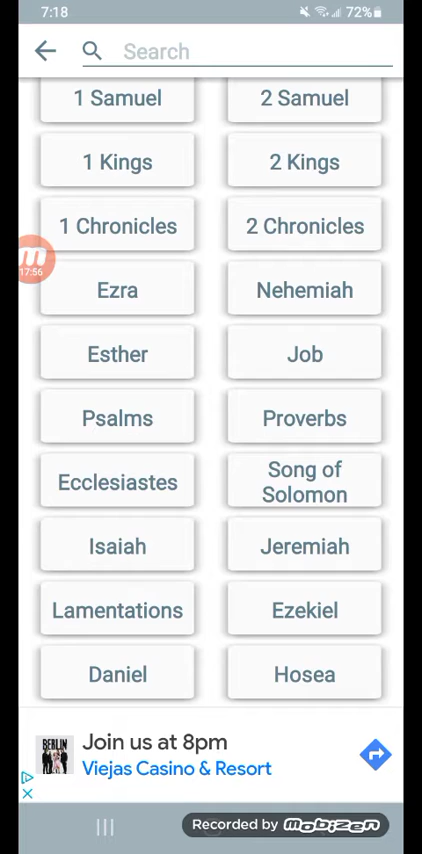 7:18
72%
Search
1 Samuel
2 Samuel
1 Kings
2 Kings
1 Chronicles
2 Chronicles
17:56
Ezra
Nehemiah
Esther
Job
Psalms
Proverbs
Ecclesiastes
Song of
Solomon
Isaiah
Jeremiah
Lamentations
Ezekiel
Daniel
Hosea
BERLIN
Join us at 8pm
Viejas Casino & Resort
Recorded by mobizen